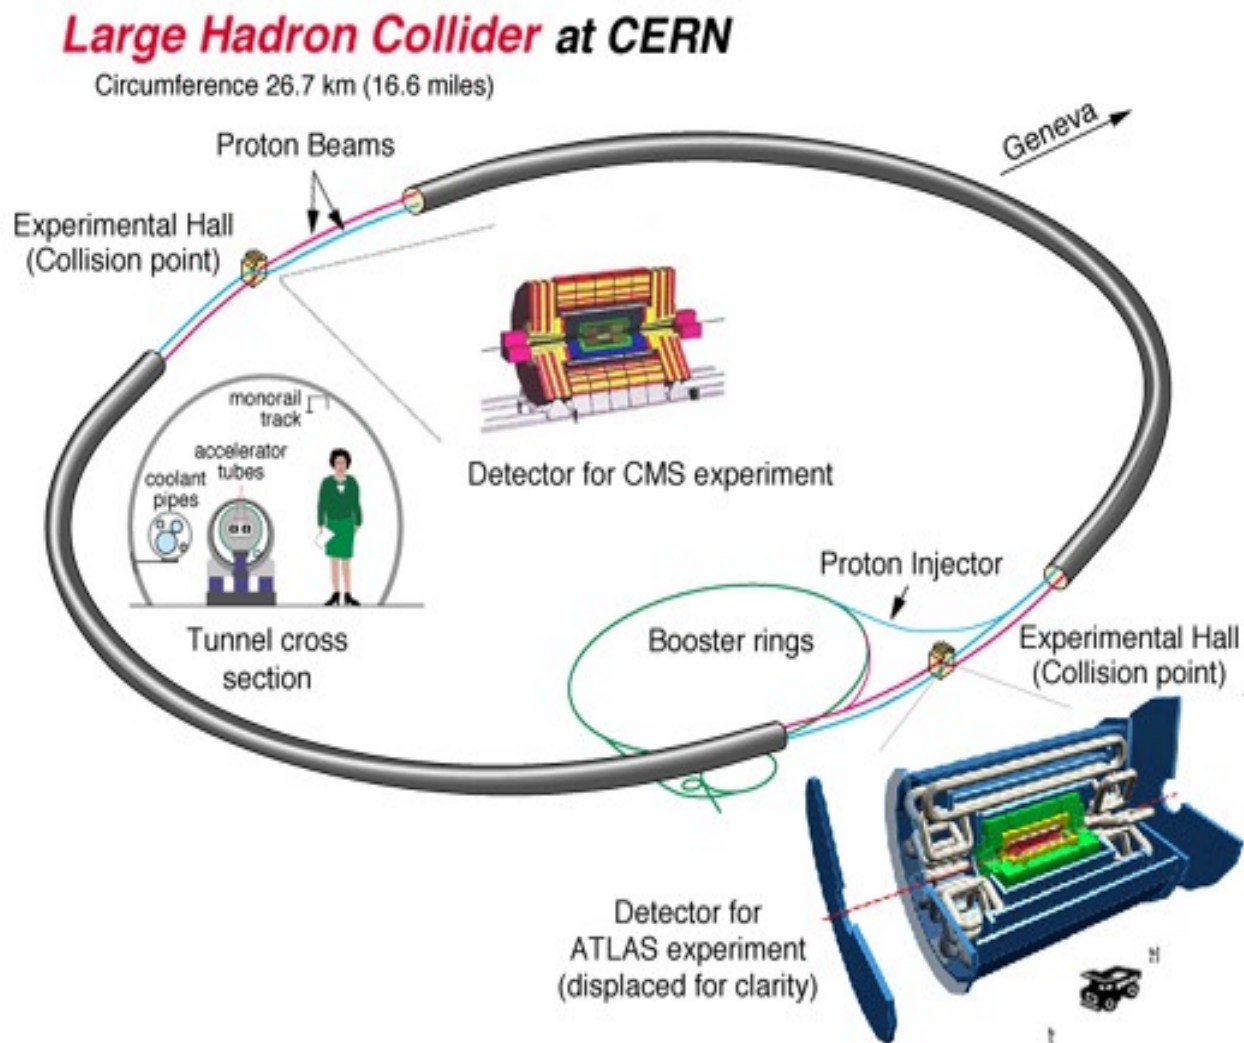 Large Hadron Collider at CERN
Circumference 26.7 km (16.6 miles)
Proton Beams
Geneva
Experimental Hall
(Collision point)
monorail
track
accelerator
tubes
coolant
pipes
Detector for CMS experiment
Proton Injector
Tunnel cross
section
Booster rings
Experimental Hall
(Collision point)
Detector for
ATLAS experiment
(displaced for clarity)